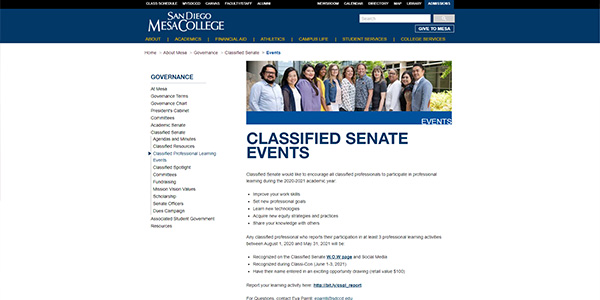 CLASS SCHEDULE MYSDCCD CANVAS FACULTY/STAFF ALUMNI NEWSROOM CALENDAR DIRECTORY MAP LIBRARY ADMISSIONS
SAN DIEGO
MESA COLLEGE
Search
GIVE TO MESA
ABOUT | ACADEMICS | FINANCIAL AID | ATHLETICS | CAMPUS LIFE | STUDENT SERVICES | COLLEGE SERVICES
Home > About Mesa > Governance > Classified Senate > Events
GOVERNANCE
At Mesa
Governance Terms
Governance Chart
President's Cabinet
Committees
Academic Senate
Classified Senate
Agendas and Minutes
Classified Resources
Classified Professional Learning
Events
Classified Spotlight
Committees
Fundraising
Mission Vision Values
Scholarship
Senate Officers
Dues Campaign
Associated Student Government
Resources
EVENTS
CLASSIFIED SENATE
EVENTS
Classified Senate would like to encourage all classified professionals to participate in professional
learning during the 2020-2021 academic year:
• Improve your work skills
• Set new professional goals
• Learn new technologies
• Acquire new equity strategies and practices
• Share your knowledge with others
Any classified professional who reports their participation in at least 3 professional learning activities
between August 1, 2020 and May 31, 2021 will be:
• Recognized on the Classified Senate W.O.W page and Social Media
• Recognized during Class-Con (June 1-3, 2021)
• Have their name entered in an exciting opportunity drawing (retail value $100)
Report your learning activity here:
For Questions, contact Eva Parrill,